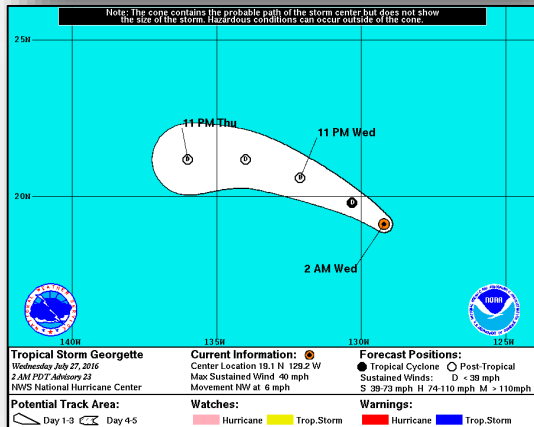 Note: The cone contains the probable path of the storm center but does not show
the size of the storm. Hazardous conditions can occur outside of the cone.
25N
11 PM Thu
11 PM Wed
D
D
D
D
20N
2 AM Wed
NOAA
140W
135W
130W
125W
Tropical Storm Georgette
Wednesday July 27, 2016
2 AM PDT Advisory 23
NWS National Hurricane Center
Current Information:
Center Location 19.1 N 129.2 W
Max Sustained Wind 40 mph
Movement NW at 6 mph
Forecast Positions:
Tropical Cyclone Post-Tropical
Sustained Winds: D < 39 mph
S 39-73 mph H 74-110 mph M > 110mph
Potential Track Area:
Day 1-3 Day 4-5
Watches:
Hurricane Trop.Storm
Warnings:
Hurricane Trop.Storm